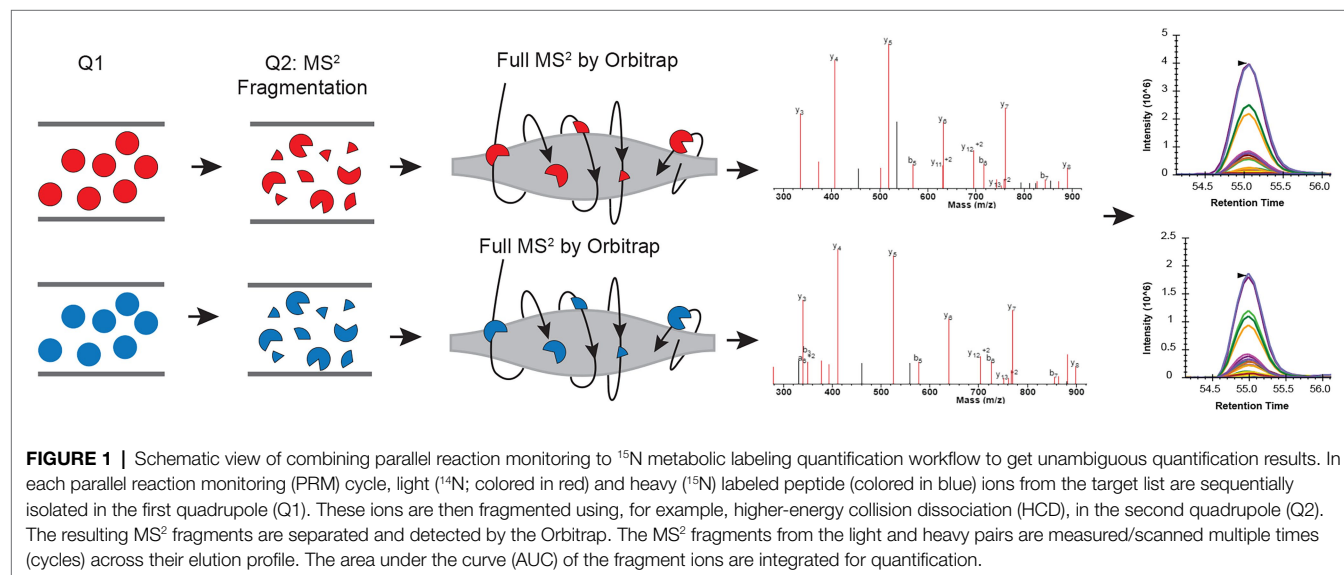 Q1
Q2: MS²
Fragmentation
Full MS² by Orbitrap
y₃
y₄
y₅
b₅
y₁₁⁺²
y₆
y₁₂⁺²
b₆
y₁₃⁺²
y₇
b₇
y₈
300 400 500 600 700 800 900
Mass (m/z)
5
4
3
2
1
0
Intensity (10^6)
54.5 55.0 55.5 56.0
Retention Time
Full MS² by Orbitrap
y₃
y₄
y₅
b₅
y₆
y₁₂⁺²
b₆
y₁₃⁺²
y₇
b₇
y₈
300 400 500 600 700 800 900
Mass (m/z)
2.5
2
1.5
1
0.5
0
Intensity (10^6)
54.5 55.0 55.5 56.0
Retention Time
FIGURE 1 | Schematic view of combining parallel reaction monitoring to ¹⁵N metabolic labeling quantification workflow to get unambiguous quantification results. In
each parallel reaction monitoring (PRM) cycle, light (¹⁴N; colored in red) and heavy (¹⁵N) labeled peptide (colored in blue) ions from the target list are sequentially
isolated in the first quadrupole (Q1). These ions are then fragmented using, for example, higher-energy collision dissociation (HCD), in the second quadrupole (Q2).
The resulting MS² fragments are separated and detected by the Orbitrap. The MS² fragments from the light and heavy pairs are measured/scanned multiple times
(cycles) across their elution profile. The area under the curve (AUC) of the fragment ions are integrated for quantification.